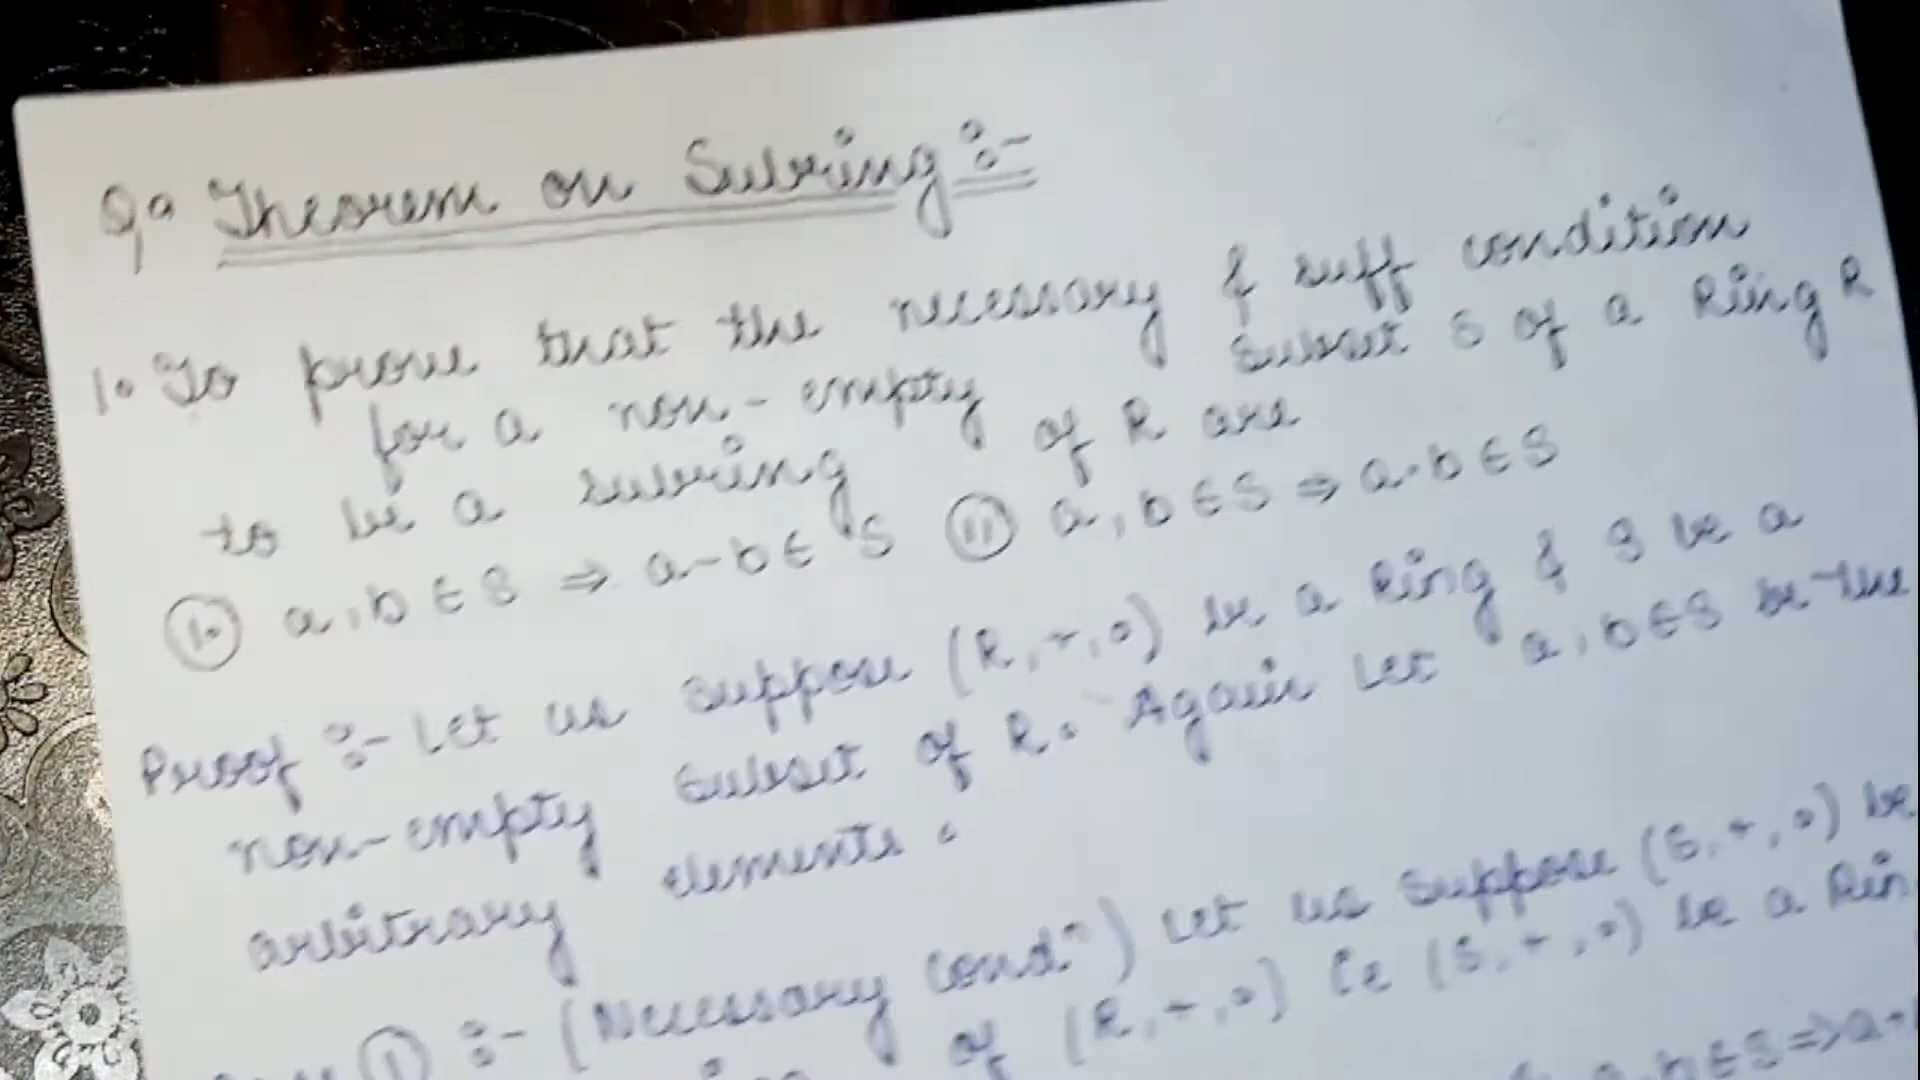 Q. Theorem on Subring :-
1. To prove that the necessary & suff condition
for a non-empty subset S of a Ring R
to be a subring of R are
(i) a, b ∈ S ⇒ a-b ∈ S (ii) a, b ∈ S ⇒ a·b ∈ S
Proof :- Let us suppose (R, +, ∘) be a Ring & S be a
non-empty subset of R. Again Let a, b ∈ S be the
arbitrary elements.
(I) :- (Necessary Condⁿ) Let us suppose (S, +, ∘) be
of (R, +, ∘) ie (S, +, ∘) be a Rin
a, b ∈ S ⇒ a+